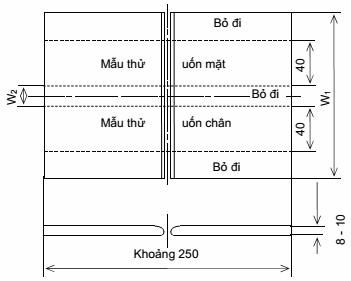 Bỏ đi
Mẫu thử uốn mặt
40
W2
Bỏ đi
W1
Mẫu thử uốn chân
40
Bỏ đi
8 - 10
Khoảng 250